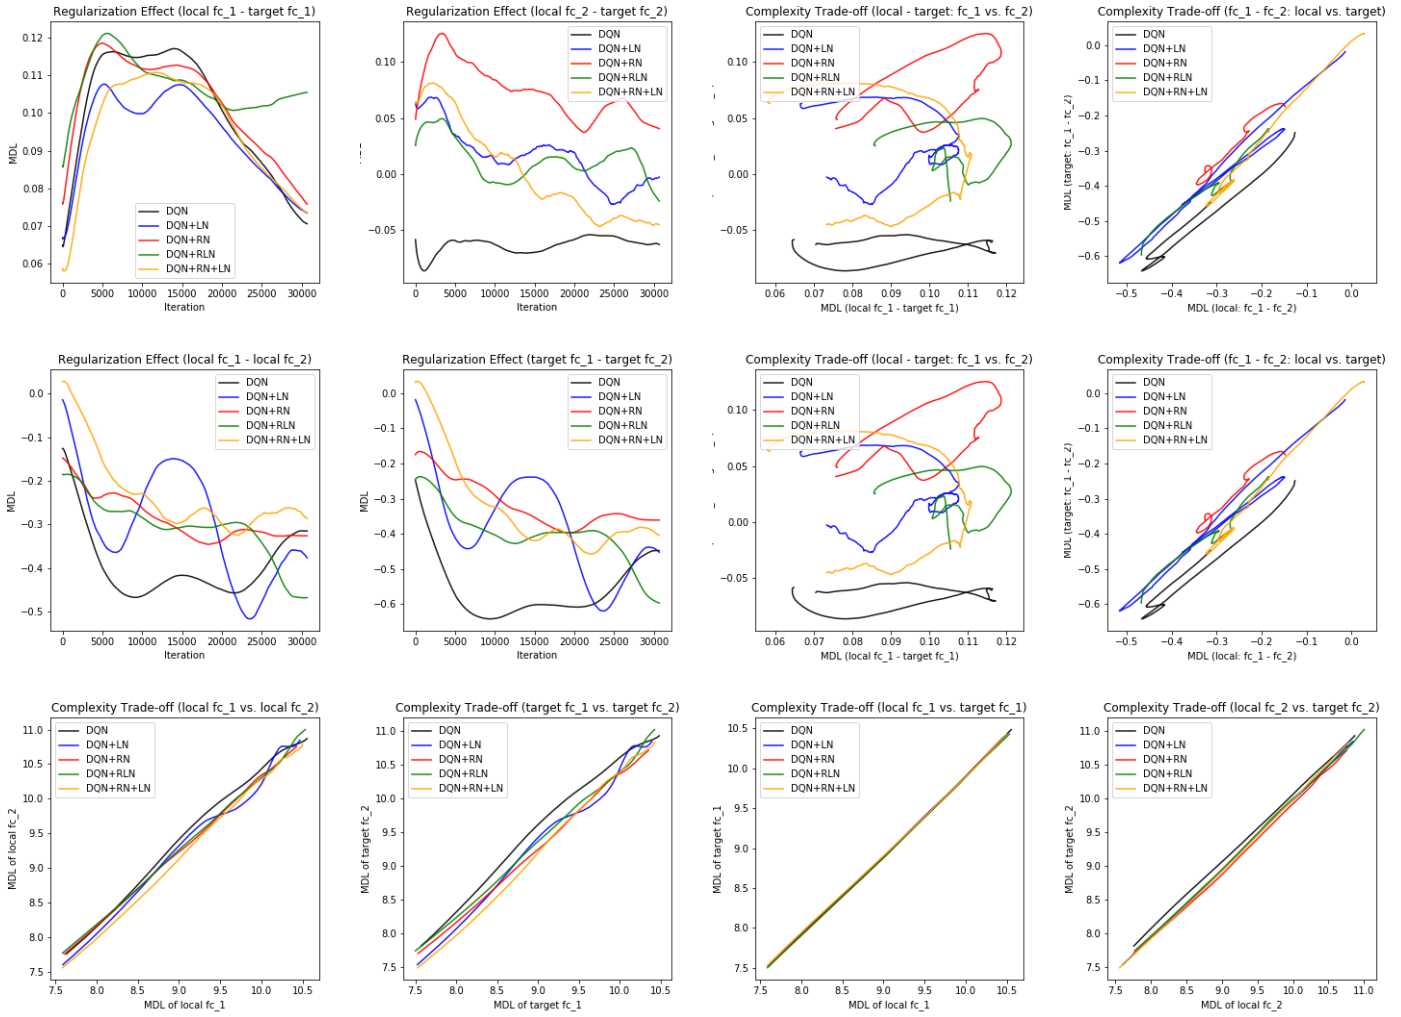 Regularization Effect (local fc_1 - target fc_1)
Regularization Effect (local fc_2 - target fc_2)
Complexity Trade-off (local - target: fc_1 vs. fc_2)
Complexity Trade-off (fc_1 - fc_2: local vs. target)
MDL
0.12
0.11
0.10
0.09
0.08
0.07
0.06
DQN
DQN+LN
DQN+RN
DQN+RLN
DQN+RN+LN
0 5000 10000 15000 20000 25000 30000
Iteration
0.10
0.05
0.00
−0.05
DQN
DQN+LN
DQN+RN
DQN+RLN
DQN+RN+LN
0 5000 10000 15000 20000 25000 30000
Iteration
0.10
0.05
0.00
−0.05
DQN
DQN+LN
DQN+RN
DQN+RLN
DQN+RN+LN
0.06 0.07 0.08 0.09 0.10 0.11 0.12
MDL (local fc_1 - target fc_1)
MDL (target: fc_1 - fc_2)
0.0
−0.1
−0.2
−0.3
−0.4
−0.5
−0.6
DQN
DQN+LN
DQN+RN
DQN+RLN
DQN+RN+LN
−0.5 −0.4 −0.3 −0.2 −0.1 0.0
MDL (local: fc_1 - fc_2)
Regularization Effect (local fc_1 - local fc_2)
Regularization Effect (target fc_1 - target fc_2)
Complexity Trade-off (local - target: fc_1 vs. fc_2)
Complexity Trade-off (fc_1 - fc_2: local vs. target)
MDL
0.0
−0.1
−0.2
−0.3
−0.4
−0.5
DQN
DQN+LN
DQN+RN
DQN+RLN
DQN+RN+LN
0 5000 10000 15000 20000 25000 30000
Iteration
MDL
0.0
−0.1
−0.2
−0.3
−0.4
−0.5
−0.6
DQN
DQN+LN
DQN+RN
DQN+RLN
DQN+RN+LN
0 5000 10000 15000 20000 25000 30000
Iteration
0.10
0.05
0.00
−0.05
DQN
DQN+LN
DQN+RN
DQN+RLN
DQN+RN+LN
0.06 0.07 0.08 0.09 0.10 0.11 0.12
MDL (local fc_1 - target fc_1)
MDL (target: fc_1 - fc_2)
0.0
−0.1
−0.2
−0.3
−0.4
−0.5
−0.6
DQN
DQN+LN
DQN+RN
DQN+RLN
DQN+RN+LN
−0.5 −0.4 −0.3 −0.2 −0.1 0.0
MDL (local: fc_1 - fc_2)
Complexity Trade-off (local fc_1 vs. local fc_2)
Complexity Trade-off (target fc_1 vs. target fc_2)
Complexity Trade-off (local fc_1 vs. target fc_1)
Complexity Trade-off (local fc_2 vs. target fc_2)
MDL of local fc_2
11.0
10.5
10.0
9.5
9.0
8.5
8.0
7.5
DQN
DQN+LN
DQN+RN
DQN+RLN
DQN+RN+LN
7.5 8.0 8.5 9.0 9.5 10.0 10.5
MDL of local fc_1
MDL of target fc_2
11.0
10.5
10.0
9.5
9.0
8.5
8.0
7.5
DQN
DQN+LN
DQN+RN
DQN+RLN
DQN+RN+LN
7.5 8.0 8.5 9.0 9.5 10.0 10.5
MDL of target fc_1
MDL of target fc_1
10.5
10.0
9.5
9.0
8.5
8.0
7.5
DQN
DQN+LN
DQN+RN
DQN+RLN
DQN+RN+LN
7.5 8.0 8.5 9.0 9.5 10.0 10.5
MDL of local fc_1
MDL of target fc_2
11.0
10.5
10.0
9.5
9.0
8.5
8.0
7.5
DQN
DQN+LN
DQN+RN
DQN+RLN
DQN+RN+LN
7.5 8.0 8.5 9.0 9.5 10.0 10.5 11.0
MDL of local fc_2